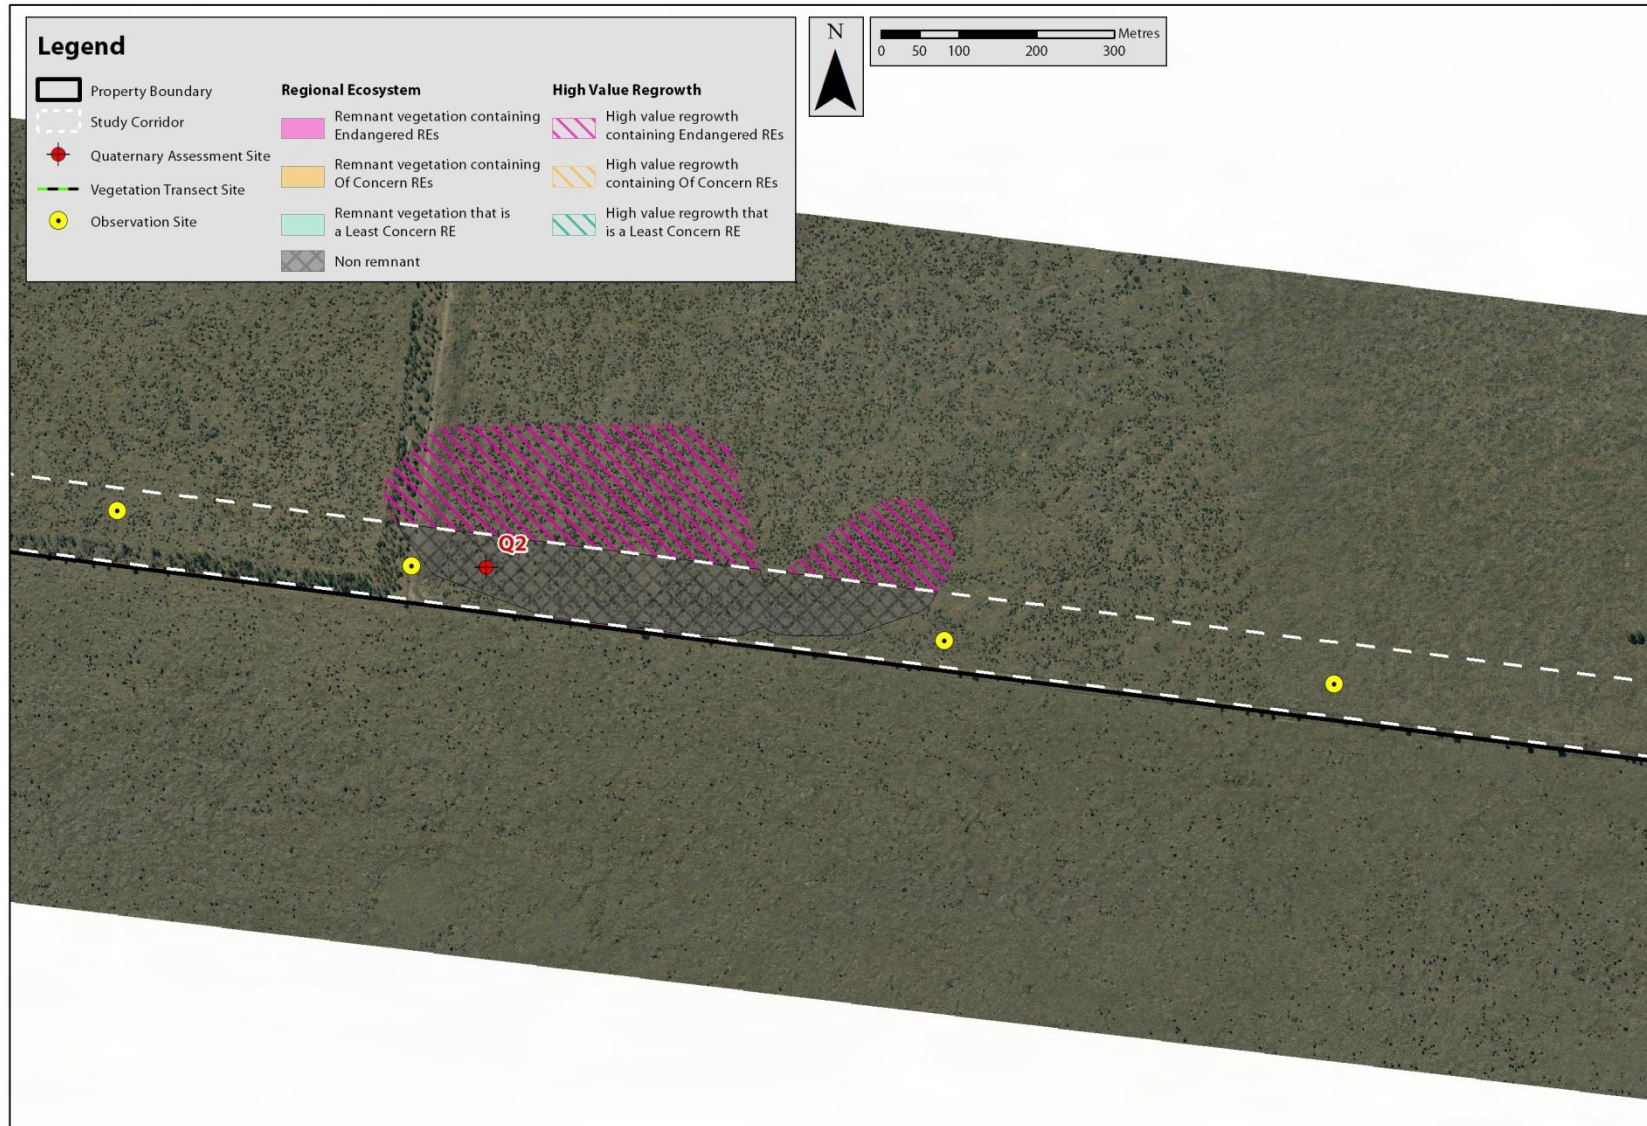 Legend
Property Boundary
Study Corridor
Quaternary Assessment Site
Vegetation Transect Site
Observation Site
Regional Ecosystem
Remnant vegetation containing
Endangered REs
Remnant vegetation containing
Of Concern REs
Remnant vegetation that is
a Least Concern RE
Non remnant
High Value Regrowth
High value regrowth
containing Endangered REs
High value regrowth
containing Of Concern REs
High value regrowth that
is a Least Concern RE
N
Metres
0 50 100 200 300
Q2